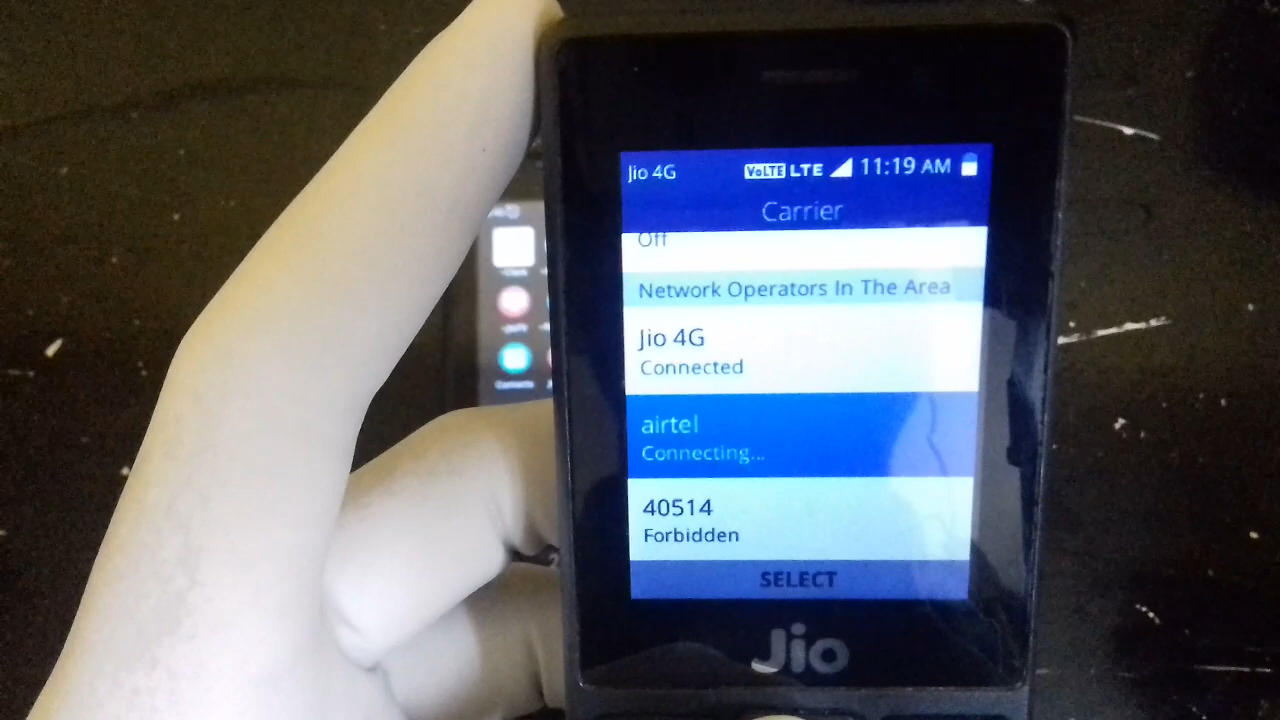 Jio 4G VoLTE LTE 11:19 AM
Carrier
Off
Network Operators In The Area
Jio 4G
Connected
airtel
Connecting...
40514
Forbidden
SELECT
Jio
Contacts